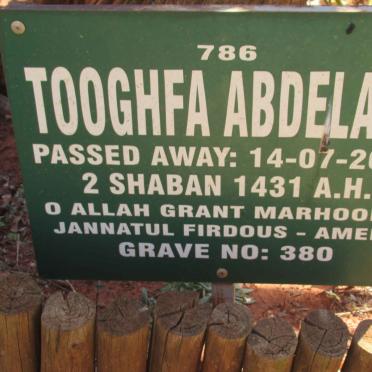 786
TOOGHFA ABDELA
PASSED AWAY: 14-07-20
2 SHABAN 1431 A.H.
O ALLAH GRANT MARHOO
JANNATUL FIRDOUS - AME
GRAVE NO: 380